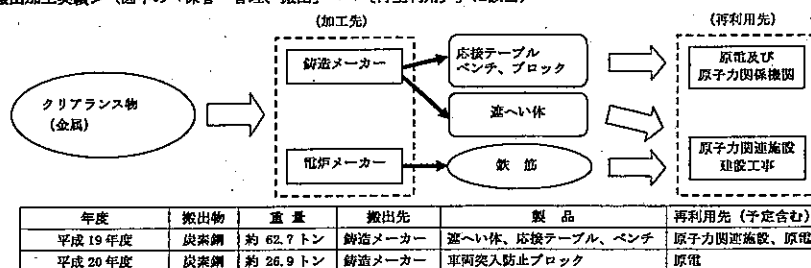 (加工先)
(再利用先)
クリアランス物
(金属)
鋳造メーカー
電炉メーカー
応接テーブル
ベンチ、ブロック
遮へい体
鉄 筋
原電及び
原子力関係機関
原子力関連施設
建設工事
年度 搬出物 重量 搬出先 製品 再利用先(予定含む)
平成19年度 炭素鋼 約62.7トン 鋳造メーカー 遮へい体、応接テーブル、ベンチ 原子力関連施設、原電
平成20年度 炭素鋼 約26.9トン 鋳造メーカー 車両突入防止ブロック 原電